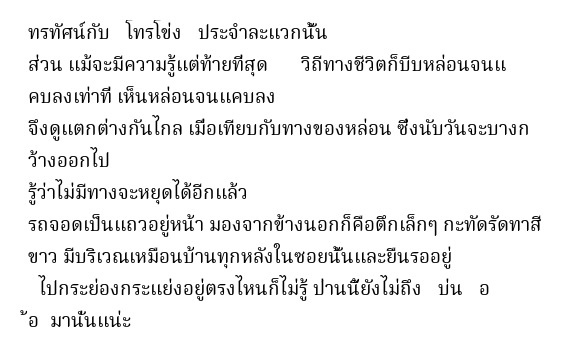 ทรทัศน์กับ โทรโข่ง ประจำละแวกนั้น
ส่วน แม้จะมีความรู้แต่ท้ายที่สุด วิถีทางชีวิตก็บีบหล่อนจนแ
คบลงเท่าที่ เห็นหล่อนจนแคบลง
จึงดูแตกต่างกันไกล เมื่อเทียบกับทางของหล่อน ซึ่งนับวันจะบางก
ว้างออกไป
รู้ว่าไม่มีทางจะหยุดได้อีกแล้ว
รถจอดเป็นแถวอยู่หน้า มองจากข้างนอกก็คือตึกเล็กๆ กะทัดรัดทาสี
ขาว มีบริเวณเหมือนบ้านทุกหลังในซอยนั้นและยืนรออยู่
ไปกระย่องกระแย่งอยู่ตรงไหนก็ไม่รู้ ป่านนี้ยังไม่ถึง บ่น อ
้อ มานั่นแน่ะ